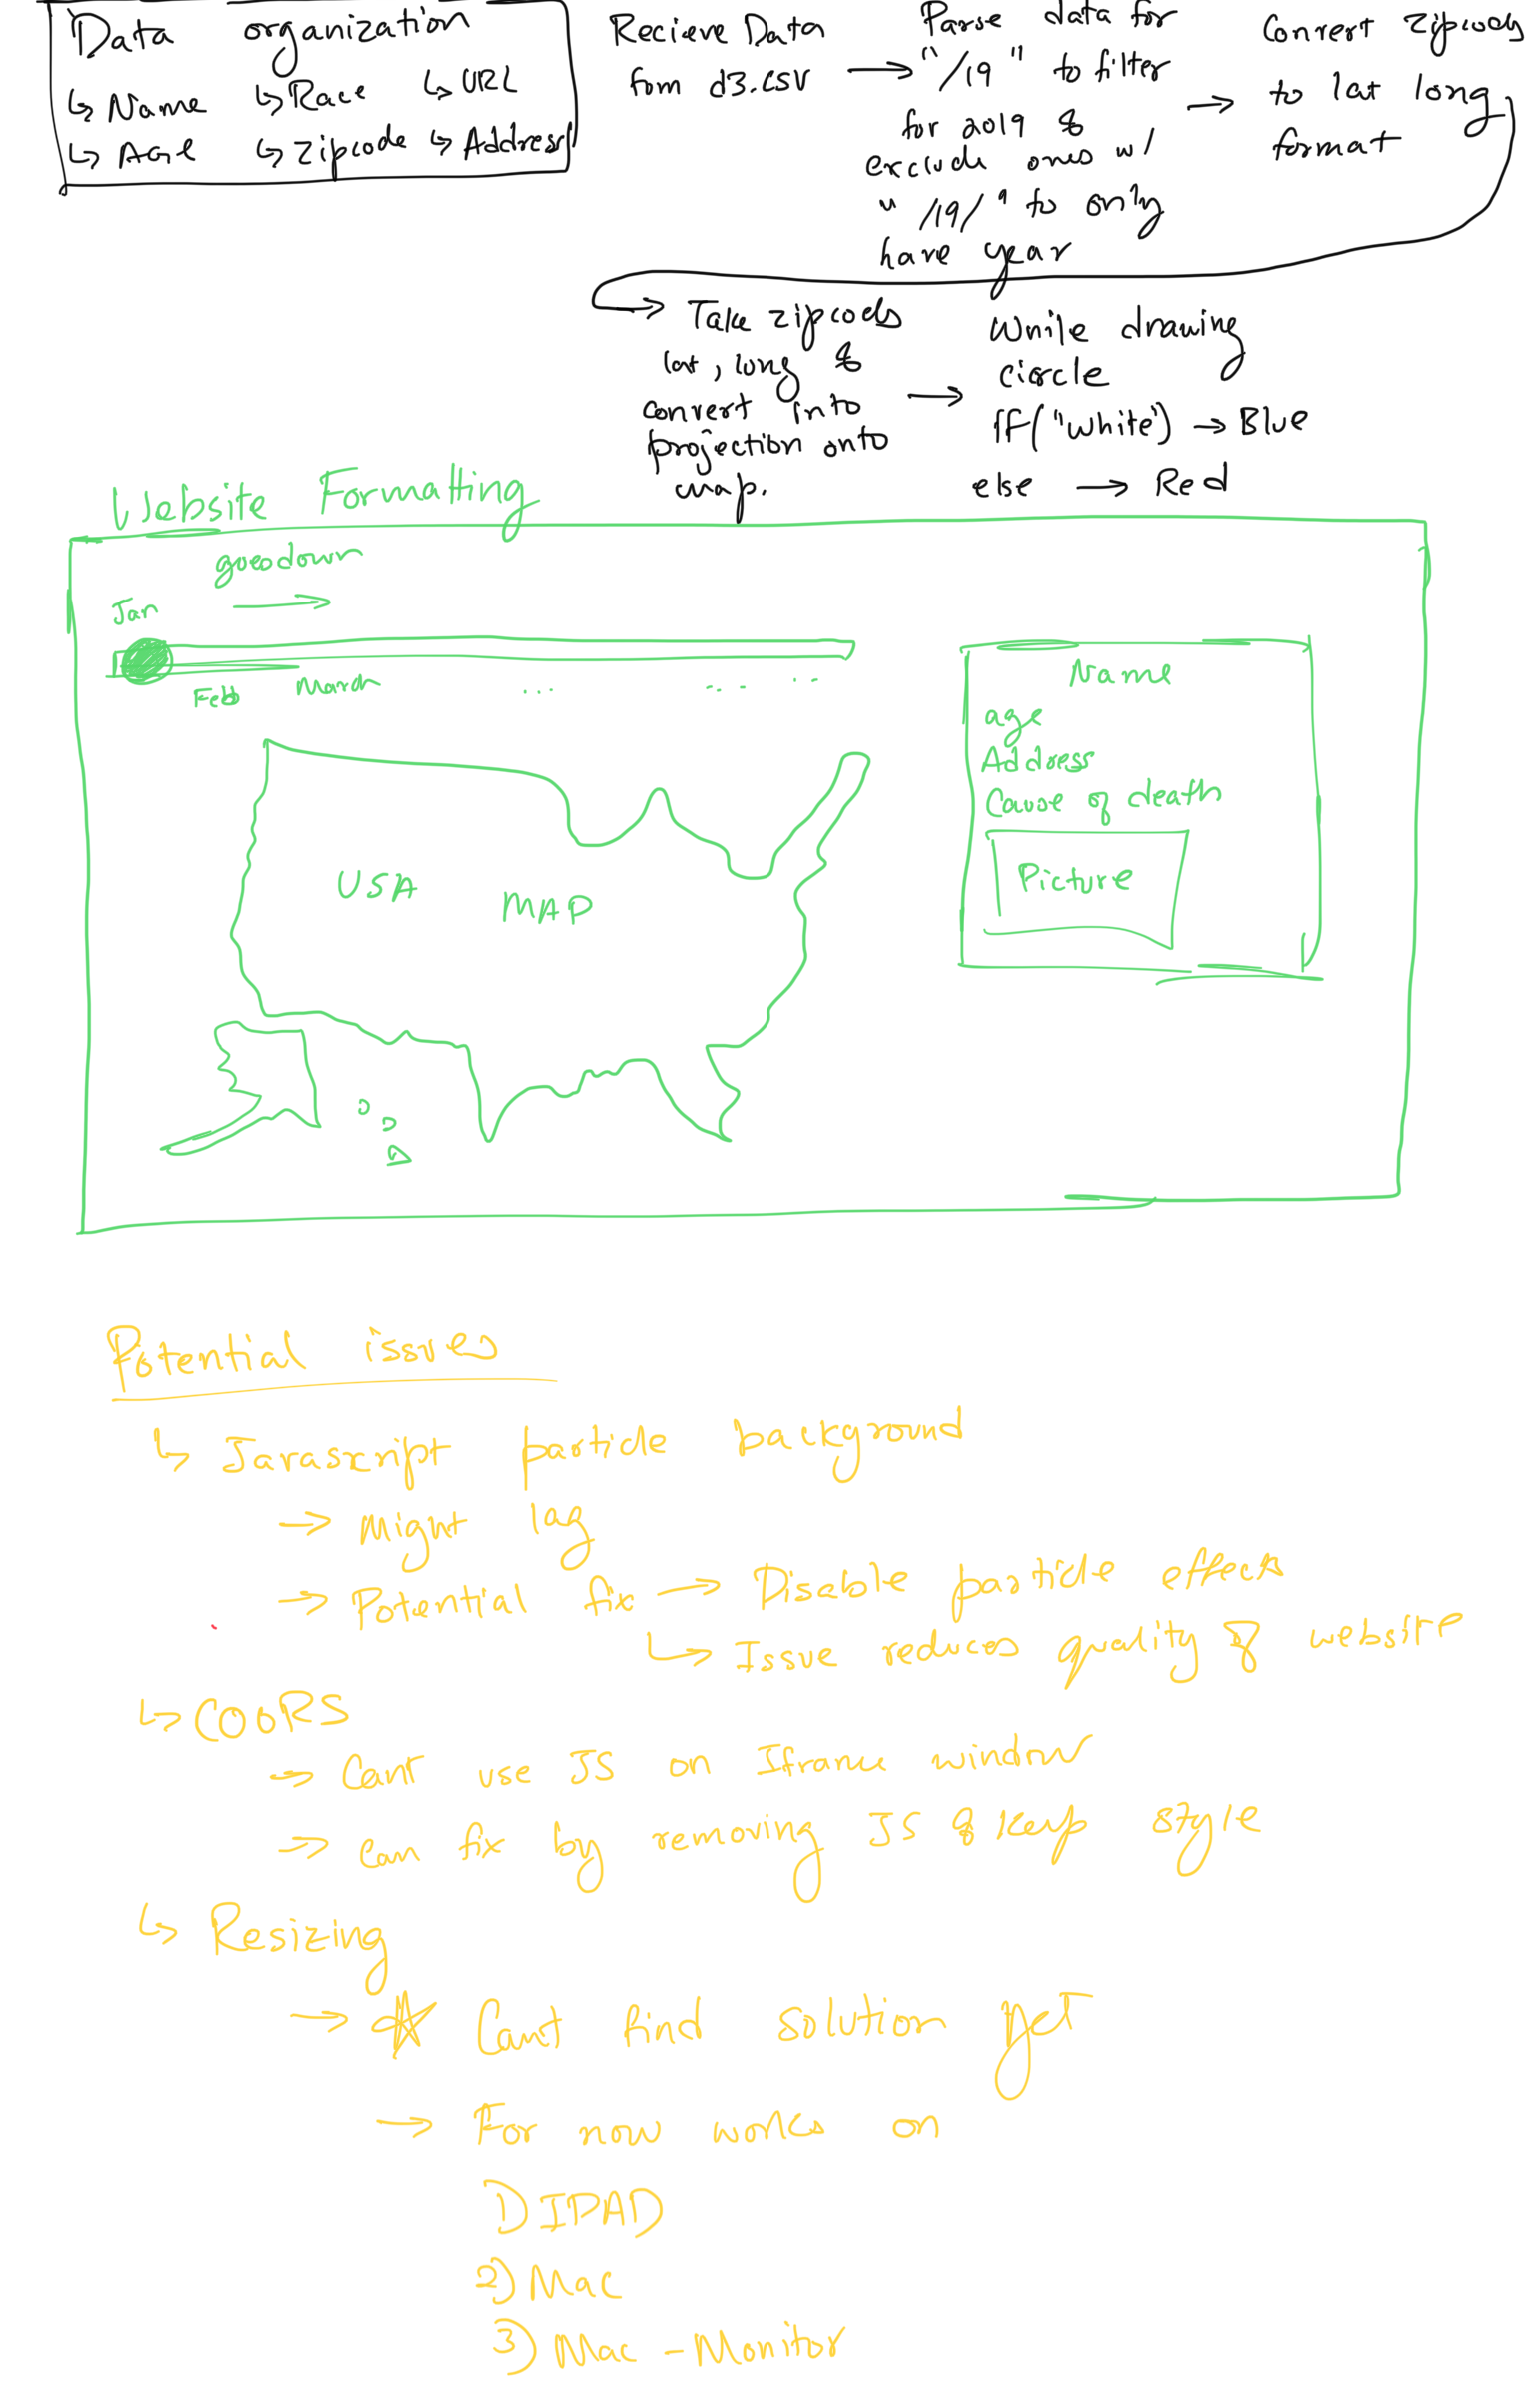 Data organization
↳ Name ↳ Race ↳ URL
↳ Age ↳ Zipcode ↳ Address
Recieve Data
from d3.csv →
Parse data for
"/19" to filter
for 2019 &
exclude ones w/
"/19/" to only
have year
→ Convert zipcods
to lat long
format
→ Take zipcods
lat, long &
convert into
projection onto
map.
→ While drawing
circle
if("white") → Blue
else → Red
Website Formatting
Jan →
Feb March ... ... ..
USA MAP
Name
age
Address
Cause of death
Picture
Potential issues
↳ Javascript particle background
→ Might lag
→ Potential fix → Disable particle effect
↳ Issue reduces quality of website
↳ COORS
→ Cant use JS on Iframe window
→ Can fix by removing JS & keep style
↳ Resizing
→ ☆ Cant find solution yet
→ For now works on
1) IPAD
2) Mac
3) Mac - Monitor